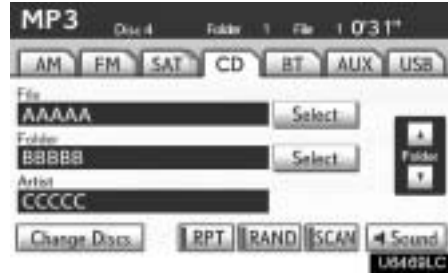 MP3 Disc 4 Folder 1 File 1 0'31"
AM FM SAT CD BT AUX USB
File
AAAAA Select
Folder
BBBBB Select
Folder
Artist
CCCCC
Change Discs RPT RAND SCAN Sound
U6469LC